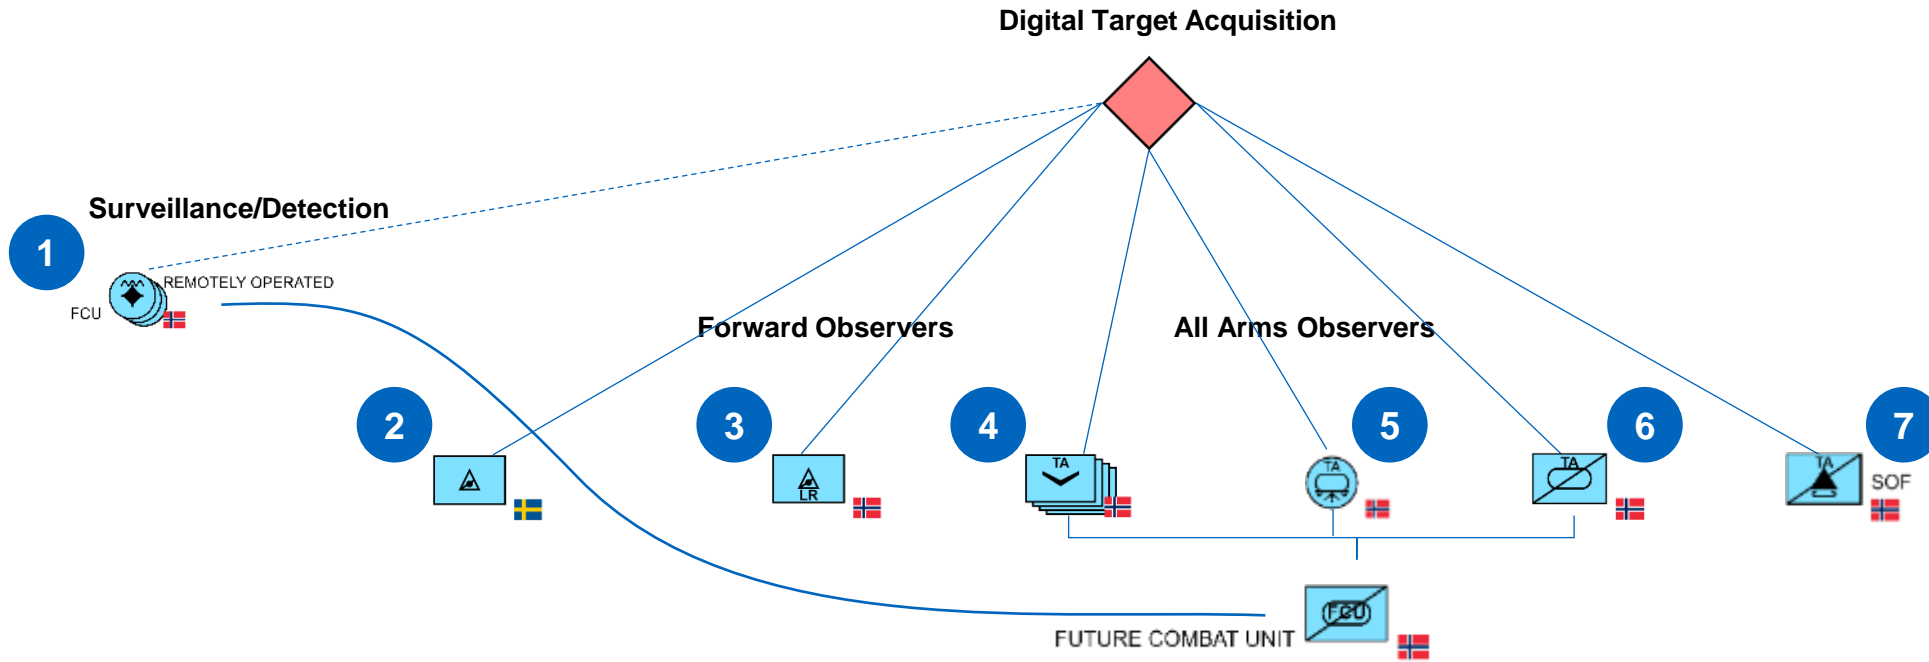 Digital Target Acquisition
Surveillance/Detection
1
REMOTELY OPERATED
FCU
Forward Observers
All Arms Observers
2
3
4
5
6
7
LR
TA
TA
TA
TA
SOF
FCU
FUTURE COMBAT UNIT